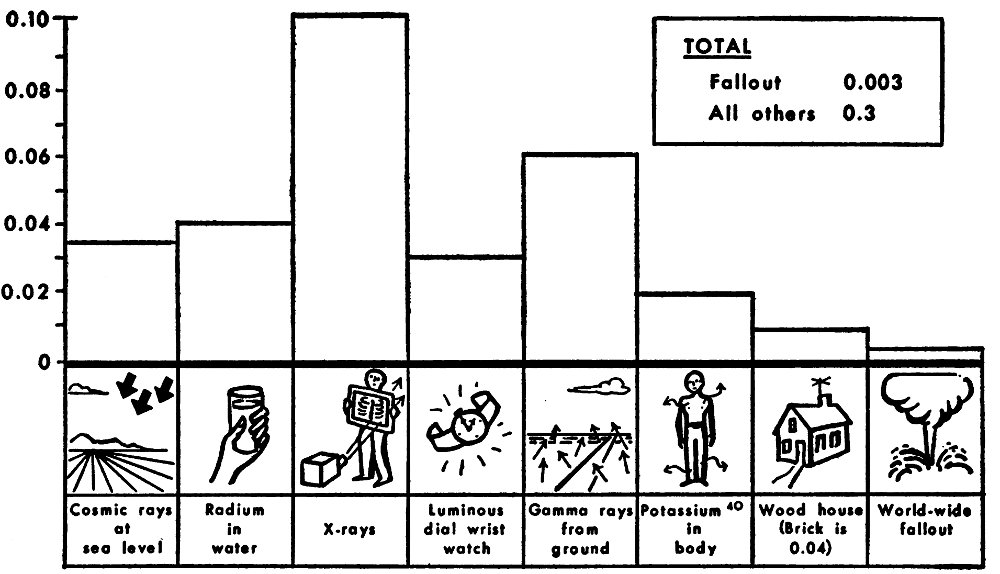 0.10
0.08
0.06
0.04
0.02
0
TOTAL
Fallout 0.003
All others 0.3
Cosmic rays
at
sea level
Radium
in
water
X-rays
Luminous
dial wrist
watch
Gamma rays
from
ground
Potassium 40
in
body
Wood house
(Brick is
0.04)
World-wide
fallout